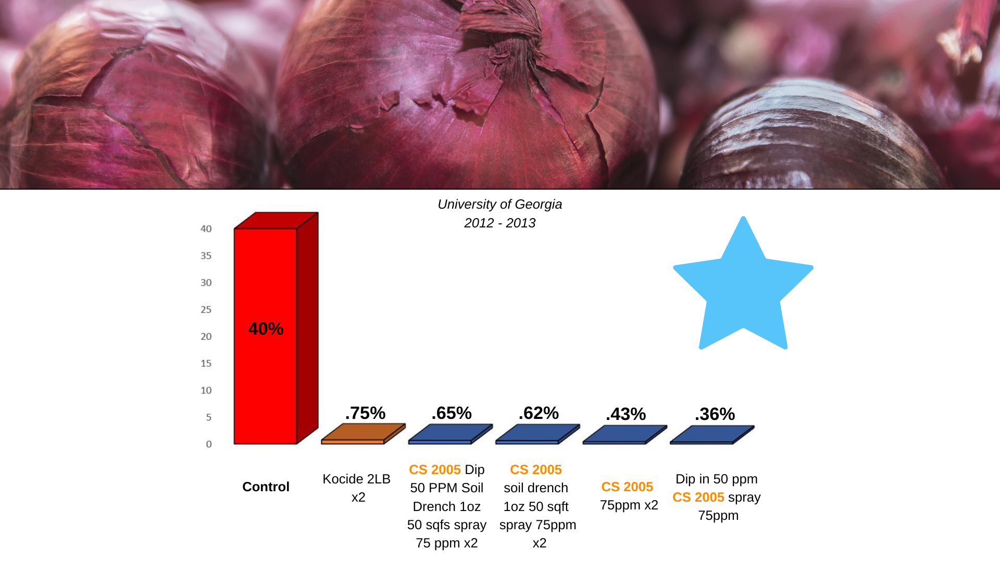 University of Georgia
2012 - 2013
40
35
30
25
20
15
10
5
0
40%
.75%
.65%
.62%
.43%
.36%
Control
Kocide 2LB
x2
CS 2005 Dip
50 PPM Soil
Drench 1oz
50 sqfs spray
75 ppm x2
CS 2005
soil drench
1oz 50 sqft
spray 75ppm
x2
CS 2005
75ppm x2
Dip in 50 ppm
CS 2005 spray
75ppm